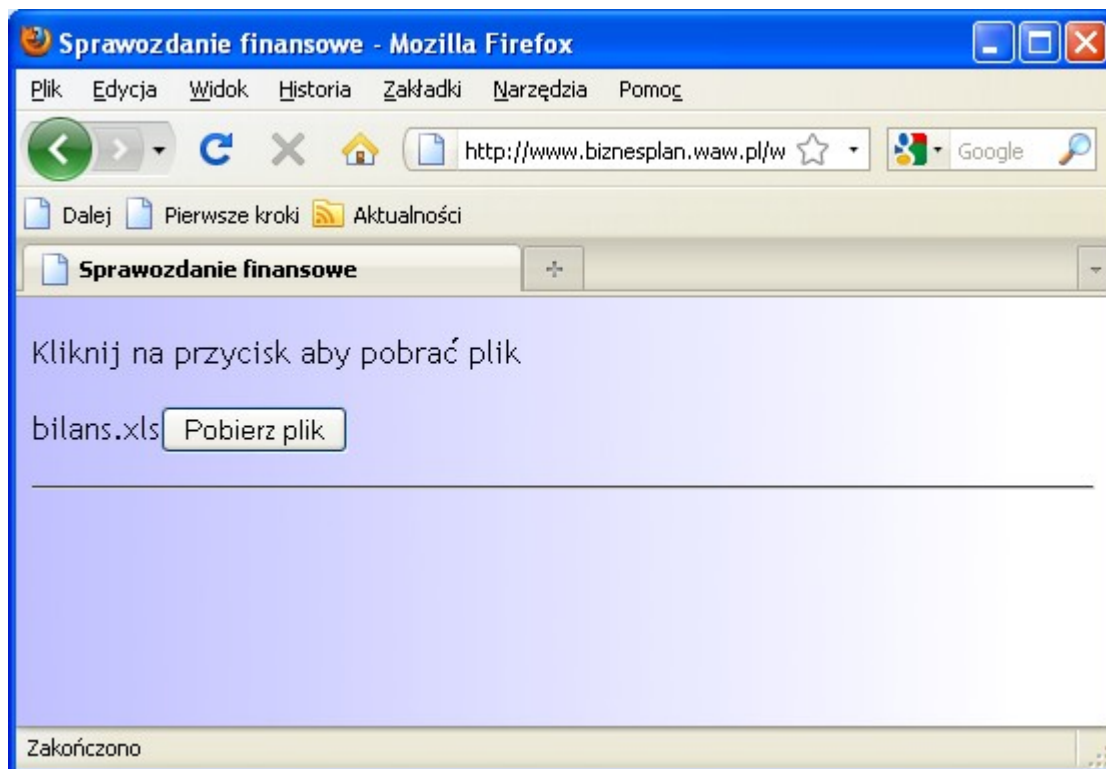 Sprawozdanie finansowe - Mozilla Firefox
Plik Edycja Widok Historia Zakładki Narzędzia Pomoc
http://www.biznesplan.waw.pl/w Google
Dalej Pierwsze kroki Aktualności
Sprawozdanie finansowe
Kliknij na przycisk aby pobrać plik
bilans.xls Pobierz plik
Zakończono